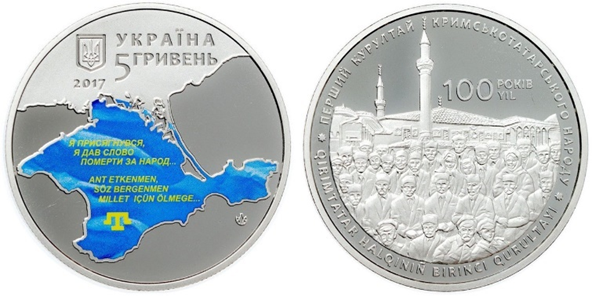 УКРАЇНА
5 ГРИВЕНЬ
2017
Я ПРИСЯГНУВСЯ,
Я ДАВ СЛОВО
ПОМЕРТИ ЗА НАРОД...
ANT ETKENMEN,
SÖZ BERGENMEN
MILLET IÇÜN ÖLMEGE...
ПЕРШИЙ КУРУЛТАЙ КРИМСЬКОТАТАРСЬКОГО НАРОДУ
100 РОКІВ
YIL
QIRIMTATAR HALQINIÑ BIRINCI QURULTAYI